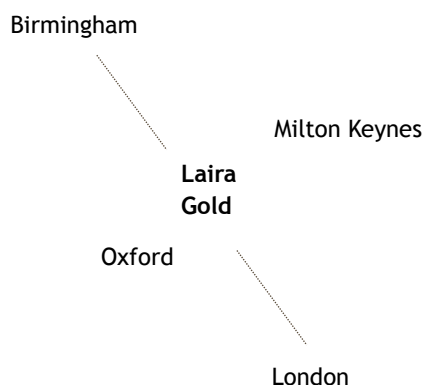 Birmingham
Milton Keynes
Laira
Gold
Oxford
London